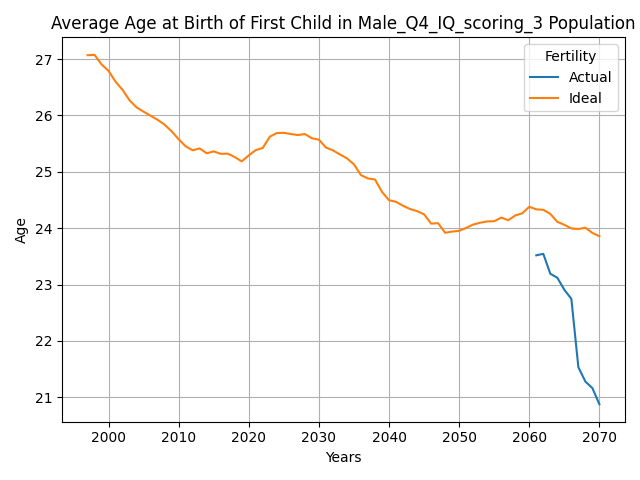 Average Age at Birth of First Child in Male_Q4_IQ_scoring_3 Population
Fertility
Actual
Ideal
27
26
25
24
23
22
21
Age
2000 2010 2020 2030 2040 2050 2060 2070
Years